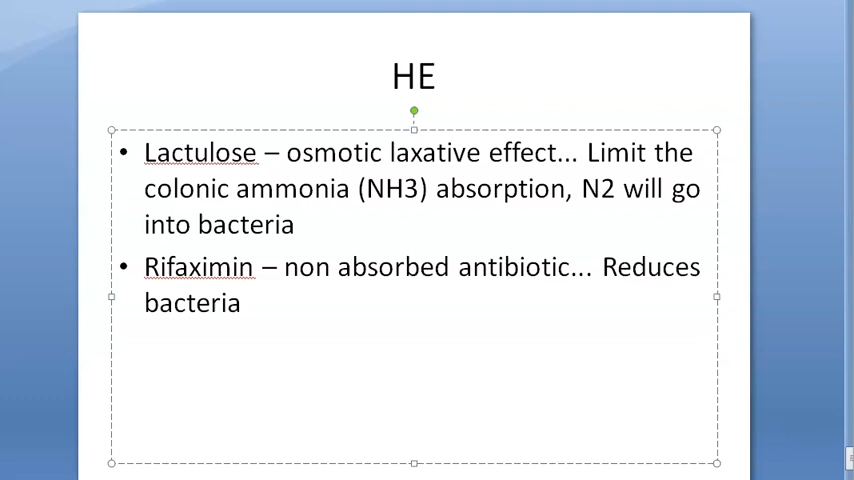 HE
• Lactulose – osmotic laxative effect... Limit the
colonic ammonia (NH3) absorption, N2 will go
into bacteria
• Rifaximin – non absorbed antibiotic... Reduces
bacteria